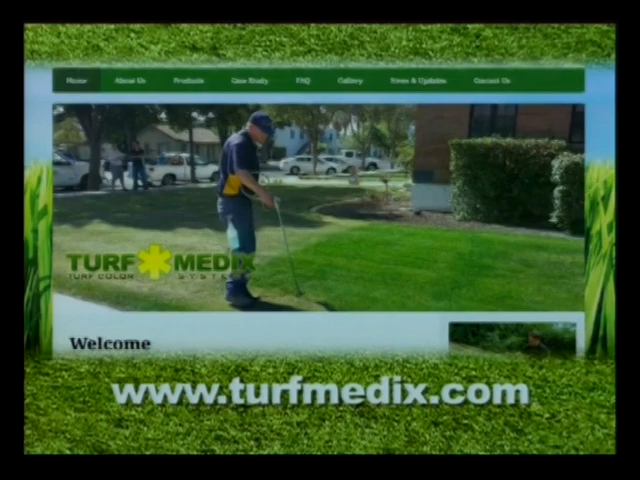 Home About Us Products Case Study FAQ Gallery News & Updates Contact Us
TURF MEDIX
TURF COLOR SYSTEM
Welcome
www.turfmedix.com